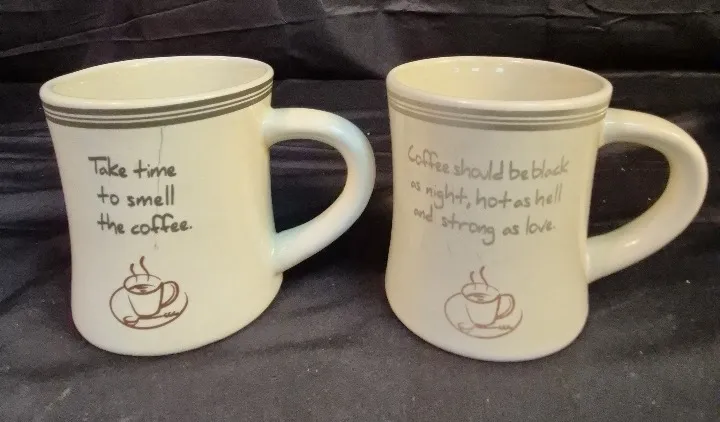 Take time
to smell
the coffee.
Coffee should be black
as night, hot as hell
and strong as love.